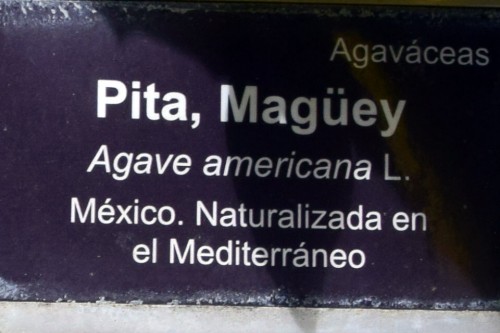 Agaváceas
Pita, Magüey
Agave americana L.
México. Naturalizada en
el Mediterráneo